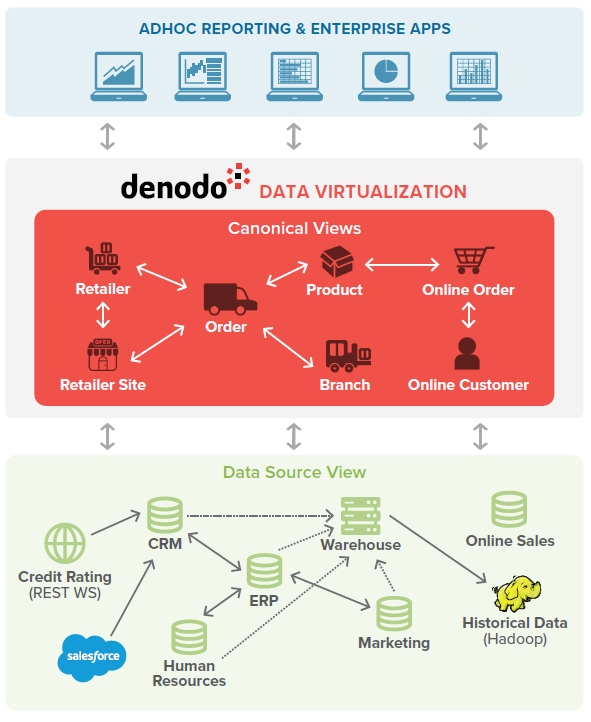 ADHOC REPORTING & ENTERPRISE APPS
denodo DATA VIRTUALIZATION
Canonical Views
Retailer
Product
Online Order
Order
OPEN
Retailer Site
Branch
Online Customer
Data Source View
CRM
Warehouse
Online Sales
Credit Rating
(REST WS)
ERP
Historical Data
(Hadoop)
Marketing
salesforce
Human
Resources